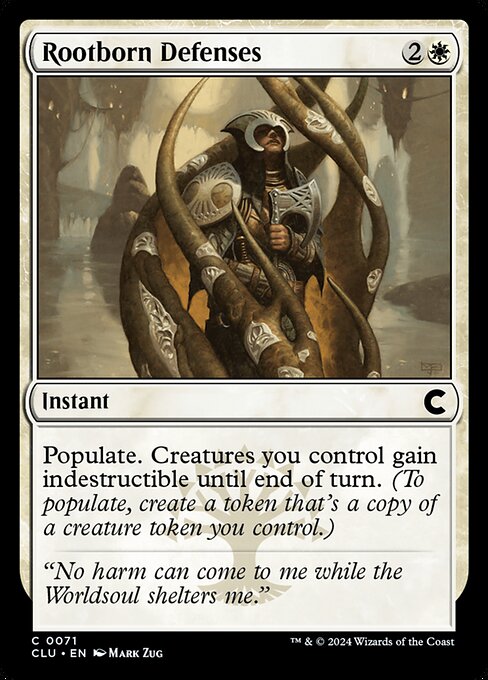 Rootborn Defenses 2
Instant
Populate. Creatures you control gain
indestructible until end of turn. (To
populate, create a token that's a copy of
a creature token you control.)
“No harm can come to me while the
Worldsoul shelters me.”
C 0071
™ & © 2024 Wizards of the Coast
CLU • EN Mark Zug